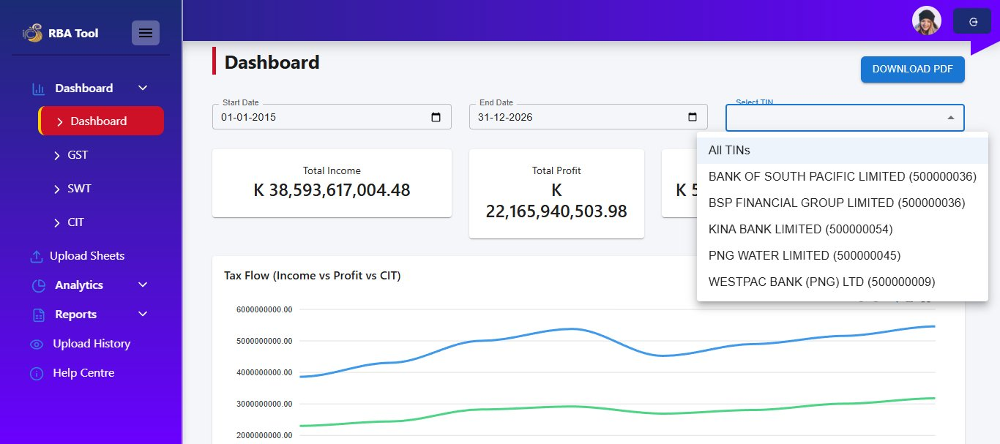 RBA Tool
Dashboard
Dashboard
GST
SWT
CIT
Upload Sheets
Analytics
Reports
Upload History
Help Centre
Dashboard
DOWNLOAD PDF
Start Date
01-01-2015
End Date
31-12-2026
Select TIN
All TINs
BANK OF SOUTH PACIFIC LIMITED (500000036)
BSP FINANCIAL GROUP LIMITED (500000036)
KINA BANK LIMITED (500000054)
PNG WATER LIMITED (500000045)
WESTPAC BANK (PNG) LTD (500000009)
Total Income
K 38,593,617,004.48
Total Profit
K
22,165,940,503.98
K 5
Tax Flow (Income vs Profit vs CIT)
6000000000.00
5000000000.00
4000000000.00
3000000000.00
2000000000.00